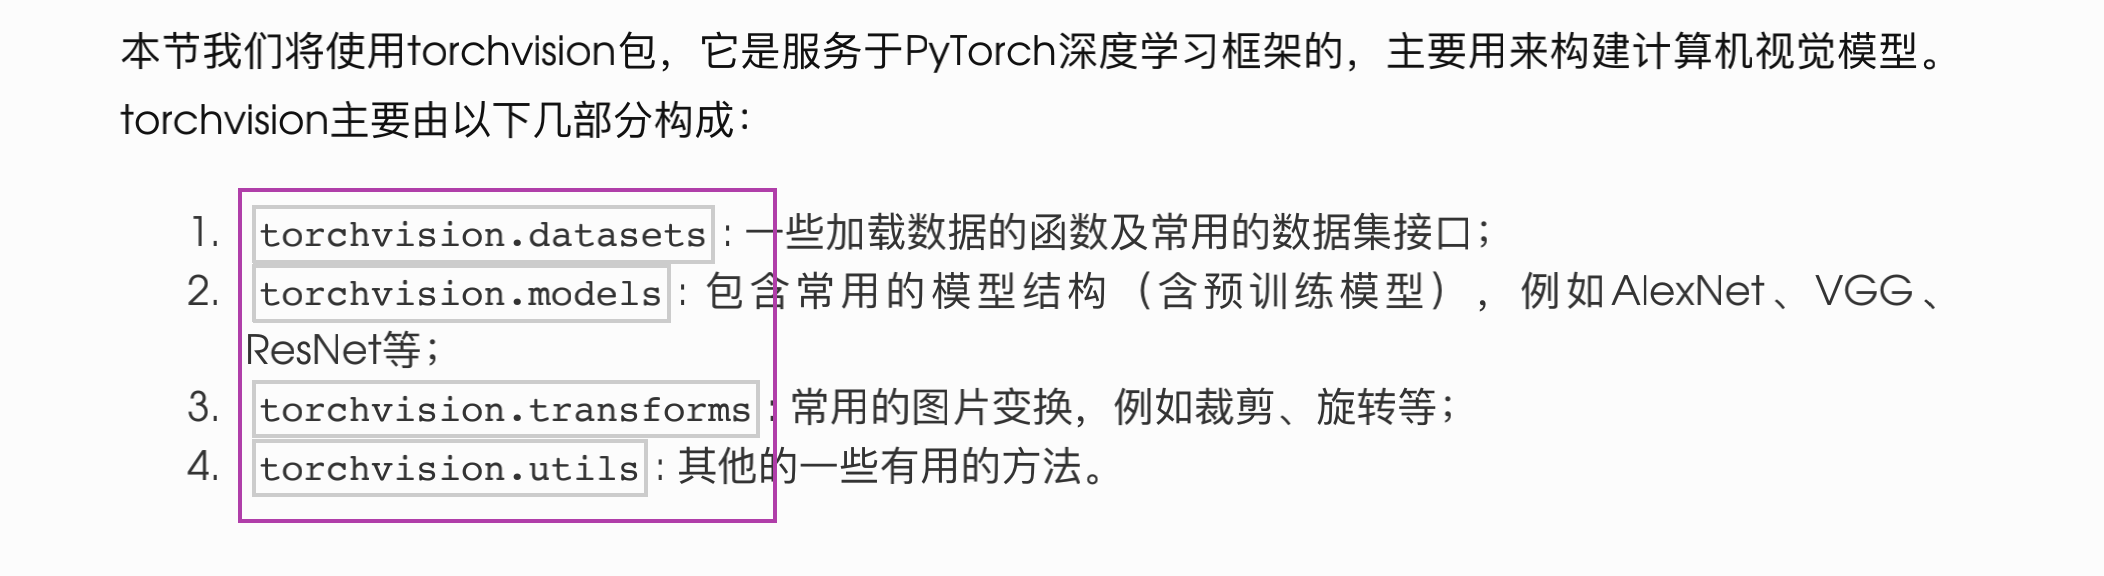 本节我们将使用torchvision包，它是服务于PyTorch深度学习框架的，主要用来构建计算机视觉模型。
torchvision主要由以下几部分构成：
1. torchvision.datasets : 一些加载数据的函数及常用的数据集接口；
2. torchvision.models : 包含常用的模型结构（含预训练模型），例如AlexNet、VGG、
ResNet等；
3. torchvision.transforms : 常用的图片变换，例如裁剪、旋转等；
4. torchvision.utils : 其他的一些有用的方法。